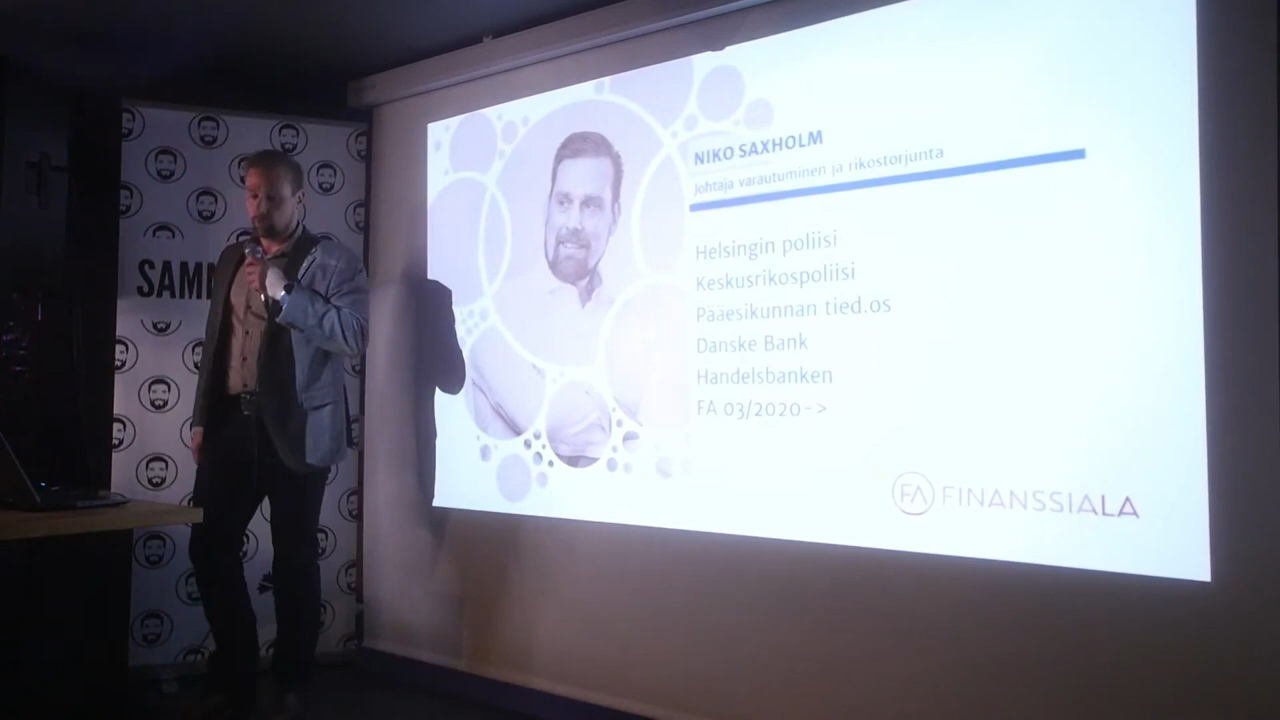 SAM
NIKO SAXHOLM
Johtaja varautuminen ja rikostorjunta
Helsingin poliisi
Keskusrikospoliisi
Pääesikunnan tied.os
Danske Bank
Handelsbanken
FA 03/2020->
FA FINANSSIALA